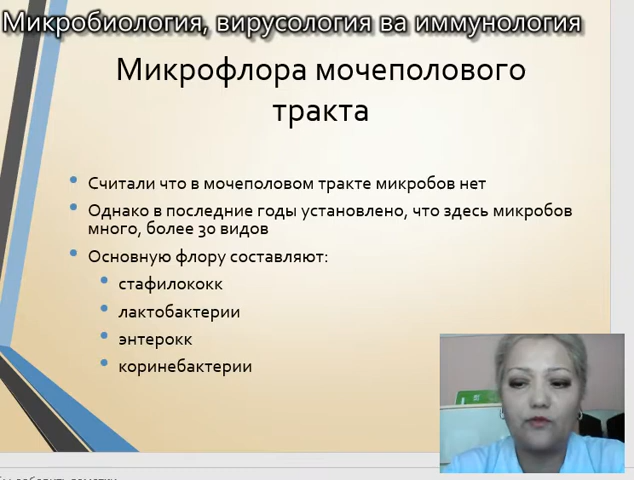 Микробиология, вирусология ва иммунология
Микрофлора мочеполового
тракта
Считали что в мочеполовом тракте микробов нет
Однако в последние годы установлено, что здесь микробов
много, более 30 видов
Основную флору составляют:
стафилококк
лактобактерии
энтерокк
коринебактерии